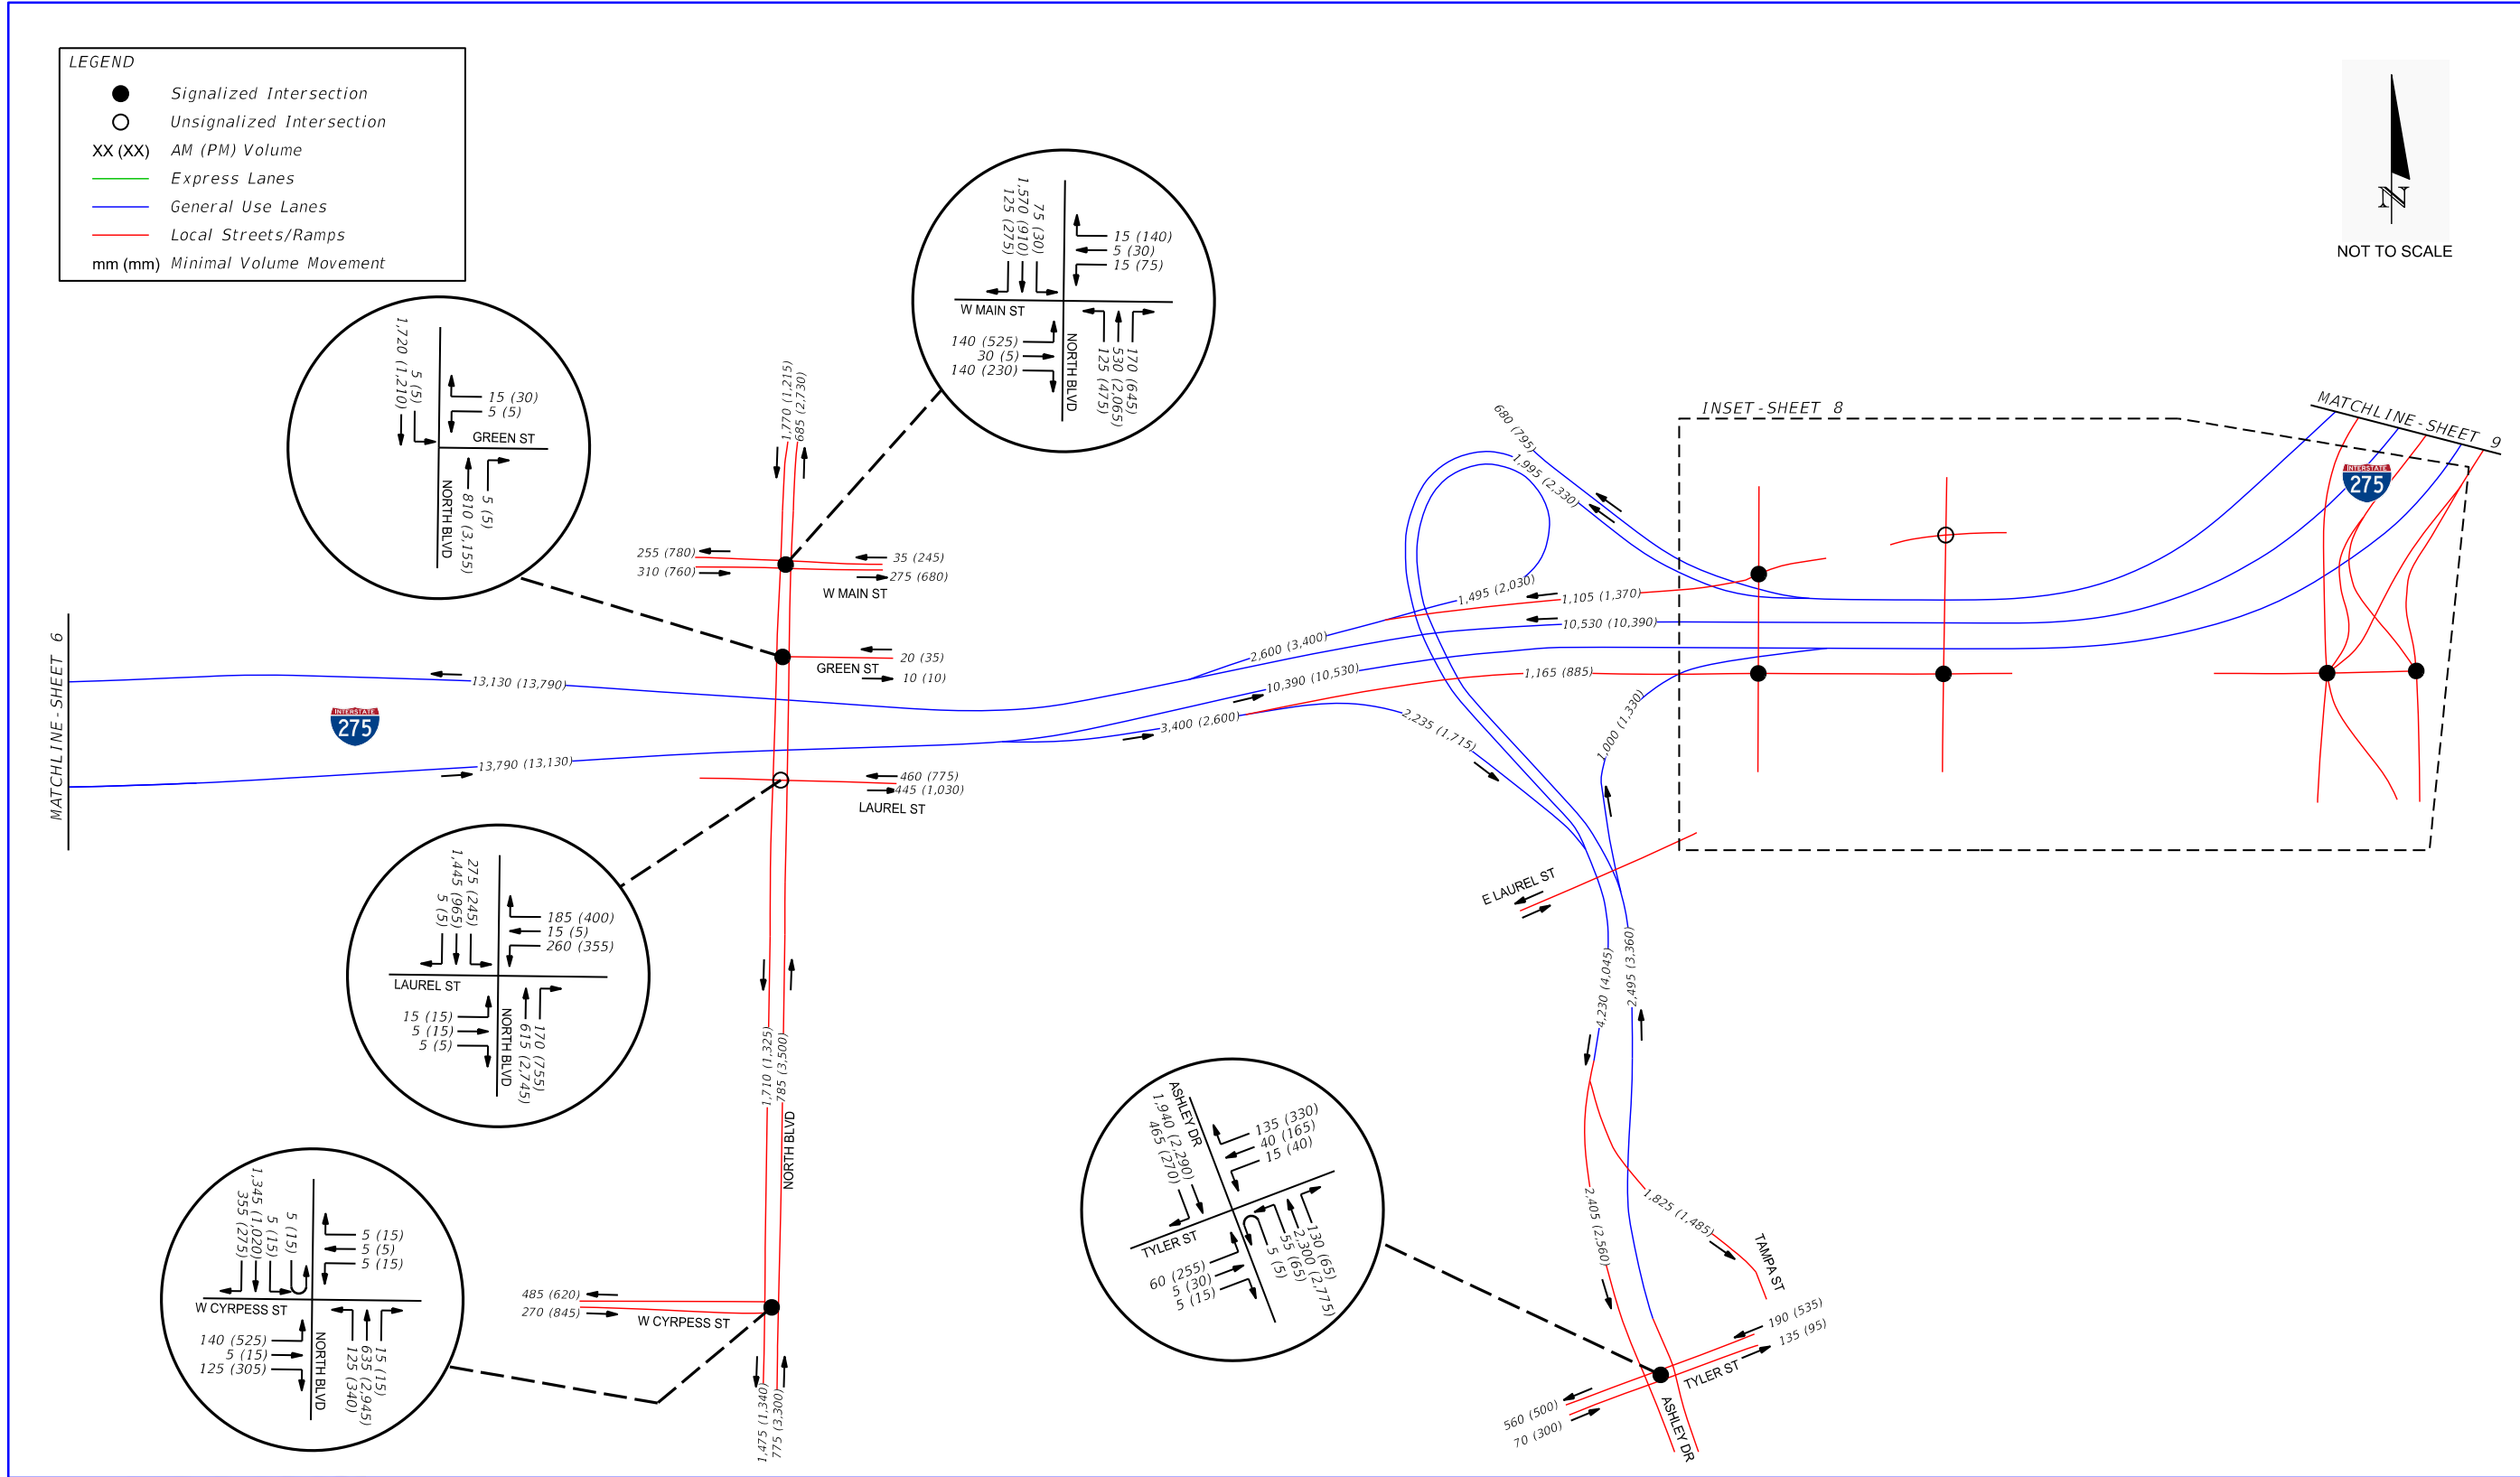 LEGEND
Signalized Intersection
Unsignalized Intersection
XX (XX) AM (PM) Volume
Express Lanes
General Use Lanes
Local Streets/Ramps
mm (mm) Minimal Volume Movement
N
NOT TO SCALE
125 (275)
1,570 (910)
75 (30)
15 (140)
5 (30)
15 (75)
W MAIN ST
NORTH BLVD
140 (525)
30 (5)
140 (230)
125 (475)
530 (2,065)
170 (645)
1,720 (1,210)
5 (5)
15 (30)
5 (5)
GREEN ST
NORTH BLVD
810 (3,155)
5 (5)
1,770 (1,215)
685 (2,730)
255 (780)
310 (760)
35 (245)
275 (680)
W MAIN ST
20 (35)
GREEN ST
10 (10)
MATCHLINE-SHEET 6
13,130 (13,790)
INTERSTATE
275
13,790 (13,130)
460 (775)
445 (1,030)
LAUREL ST
5 (5)
1,445 (965)
275 (245)
185 (400)
15 (5)
260 (355)
LAUREL ST
NORTH BLVD
15 (15)
5 (15)
5 (5)
615 (2,745)
170 (755)
1,710 (1,325)
785 (3,500)
NORTH BLVD
355 (275)
1,345 (1,020)
5 (15)
5 (15)
5 (15)
5 (5)
5 (15)
W CYRPESS ST
NORTH BLVD
140 (525)
5 (15)
125 (305)
125 (340)
635 (2,945)
15 (15)
485 (620)
270 (845)
W CYRPESS ST
1,475 (1,340)
775 (3,300)
680 (795)
1,995 (2,330)
1,495 (2,030)
1,105 (1,370)
10,530 (10,390)
2,600 (3,400)
10,390 (10,530)
1,165 (885)
3,400 (2,600)
2,235 (1,715)
1,000 (1,330)
INSET-SHEET 8
MATCHLINE-SHEET 9
INTERSTATE
275
E LAUREL ST
4,230 (4,045)
2,495 (3,360)
ASHLEY DR
1,940 (2,290)
465 (270)
135 (330)
40 (165)
15 (40)
TYLER ST
60 (255)
5 (30)
5 (15)
5 (5)
55 (65)
2,300 (2,775)
130 (65)
2,405 (2,560)
1,825 (1,485)
TAMPA ST
190 (535)
135 (95)
TYLER ST
560 (500)
70 (300)
ASHLEY DR